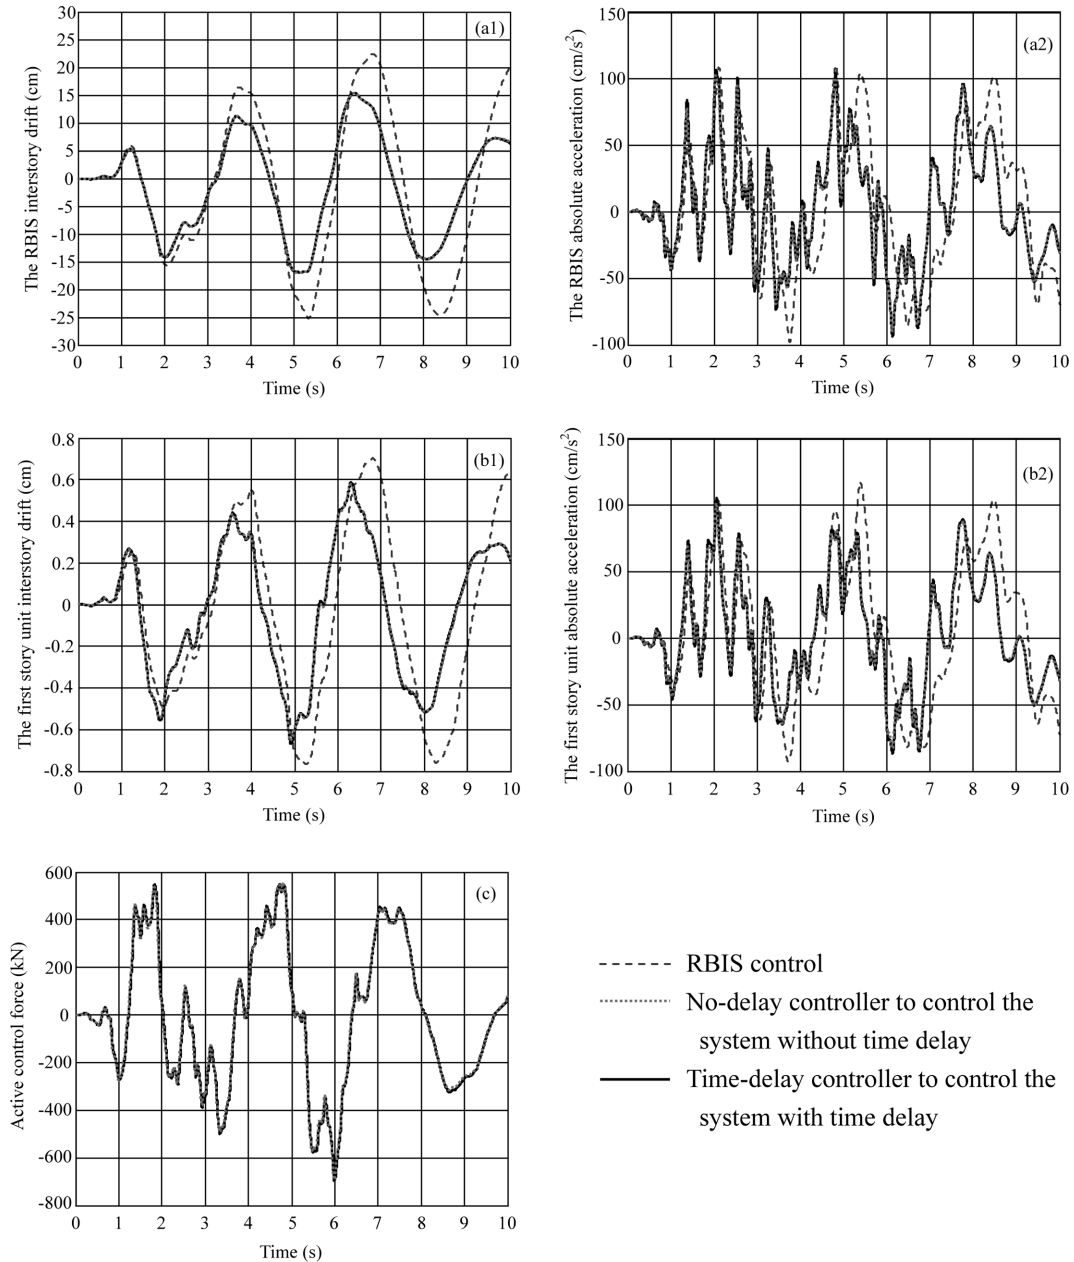 The RBIS interstory drift (cm)
30
25
20
15
10
5
0
-5
-10
-15
-20
-25
-30
(a1)
0 1 2 3 4 5 6 7 8 9 10
Time (s)
The RBIS absolute acceleration (cm/s²)
150
100
50
0
-50
-100
(a2)
0 1 2 3 4 5 6 7 8 9 10
Time (s)
The first story unit interstory drift (cm)
0.8
0.6
0.4
0.2
0
-0.2
-0.4
-0.6
-0.8
(b1)
0 1 2 3 4 5 6 7 8 9 10
Time (s)
The first story unit absolute acceleration (cm/s²)
150
100
50
0
-50
-100
(b2)
0 1 2 3 4 5 6 7 8 9 10
Time (s)
Active control force (kN)
600
400
200
0
-200
-400
-600
-800
(c)
0 1 2 3 4 5 6 7 8 9 10
Time (s)
RBIS control
No-delay controller to control the
system without time delay
Time-delay controller to control the
system with time delay